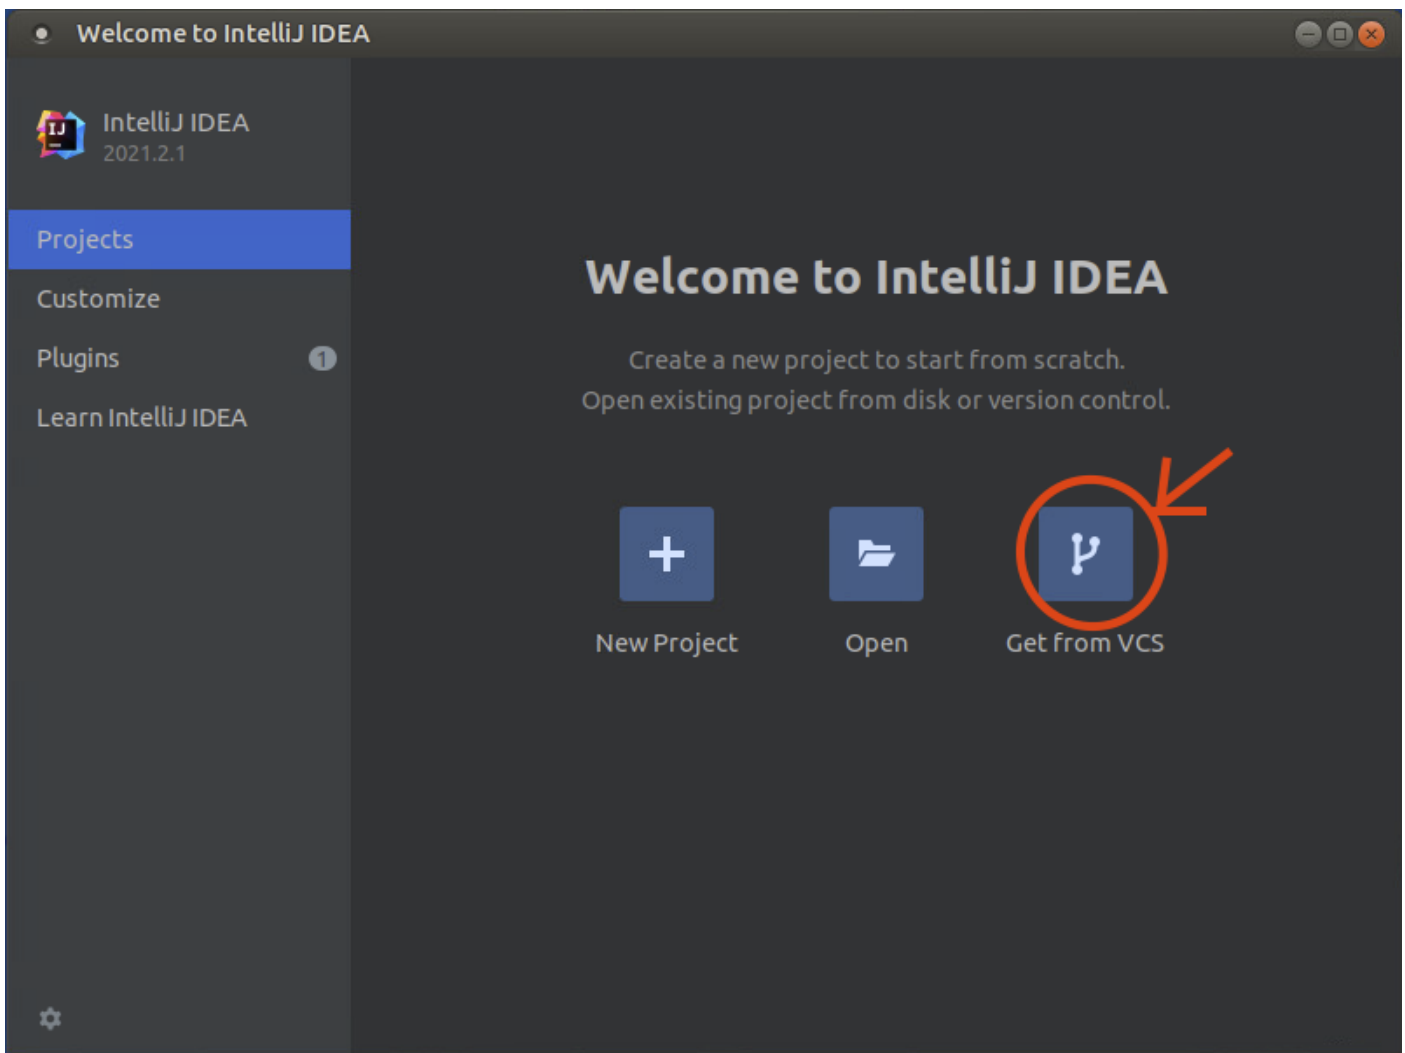 Welcome to IntelliJ IDEA
IJ
IntelliJ IDEA
2021.2.1
Projects
Customize
Plugins 1
Learn IntelliJ IDEA
Welcome to IntelliJ IDEA
Create a new project to start from scratch.
Open existing project from disk or version control.
New Project
Open
Get from VCS